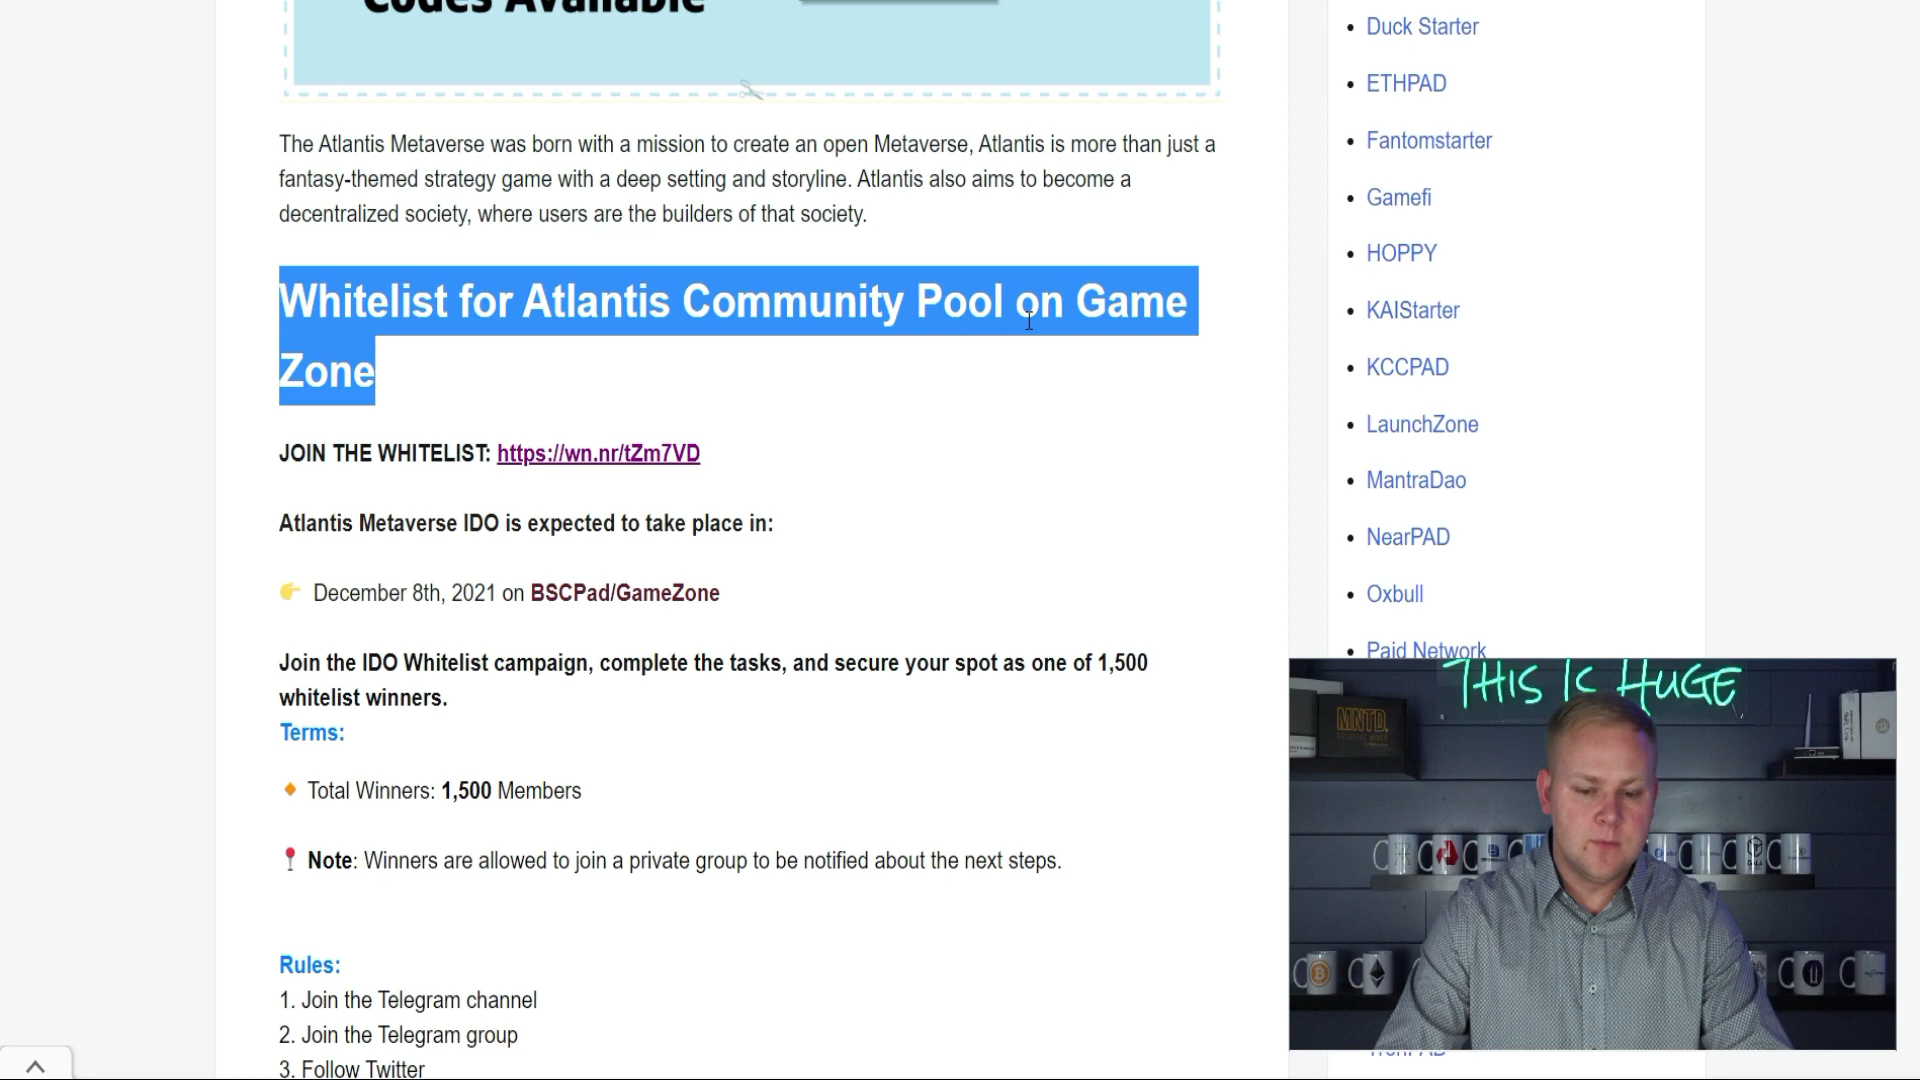 Codes Available
The Atlantis Metaverse was born with a mission to create an open Metaverse, Atlantis is more than just a
fantasy-themed strategy game with a deep setting and storyline. Atlantis also aims to become a
decentralized society, where users are the builders of that society.
Whitelist for Atlantis Community Pool on Game
Zone
JOIN THE WHITELIST: https://wn.nr/tZm7VD
Atlantis Metaverse IDO is expected to take place in:
December 8th, 2021 on BSCPad/GameZone
Join the IDO Whitelist campaign, complete the tasks, and secure your spot as one of 1,500
whitelist winners.
Terms:
Total Winners: 1,500 Members
Note: Winners are allowed to join a private group to be notified about the next steps.
Rules:
1. Join the Telegram channel
2. Join the Telegram group
3. Follow Twitter
Duck Starter
ETHPAD
Fantomstarter
Gamefi
HOPPY
KAIStarter
KCCPAD
LaunchZone
MantraDao
NearPAD
Oxbull
Paid Network
THIS IS HUGE
MNTD.
GALA